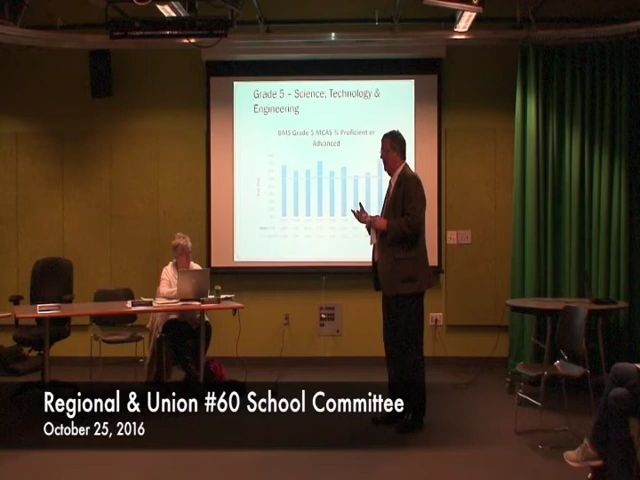 Grade 5 – Science, Technology &
Engineering
BMS Grade 5 MCAS % Proficient or
Advanced
Regional & Union #60 School Committee
October 25, 2016